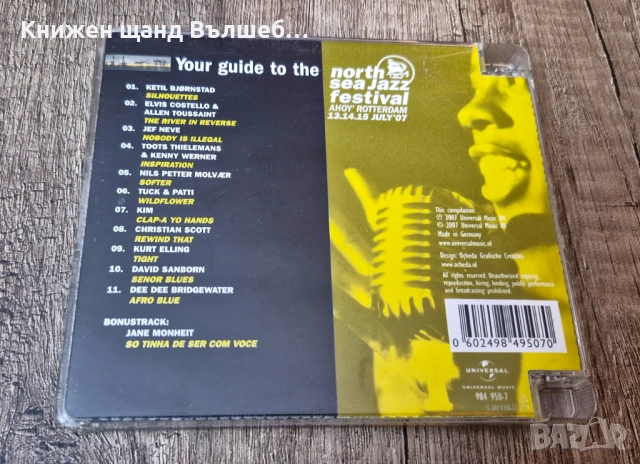 Книжен щанд Вълшеб...
Your guide to the
north
sea Jazz
festival
AHOY' ROTTERDAM
13.14.15 JULY'07
01. KETIL BJØRNSTAD
SILHOUETTES
02. ELVIS COSTELLO &
ALLEN TOUSSAINT
THE RIVER IN REVERSE
03. JEF NEVE
NOBODY IS ILLEGAL
04. TOOTS THIELEMANS
& KENNY WERNER
INSPIRATION
05. NILS PETTER MOLVÆR
SOFTER
06. TUCK & PATTI
WILDFLOWER
07. KIM
CLAP-A YO HANDS
08. CHRISTIAN SCOTT
REWIND THAT
09. KURT ELLING
TIGHT
10. DAVID SANBORN
SENOR BLUES
11. DEE DEE BRIDGEWATER
AFRO BLUE
BONUSTRACK:
JANE MONHEIT
SO TINHA DE SER COM VOCE
This compilation:
℗ 2007 Universal Music BV
© 2007 Universal Music BV
Made in Germany
www.universalmusic.nl
Design: Ocheda Grafische Creaties
www.ocheda.nl
All rights reserved. Unauthorized copying,
reproduction, hiring, lending, public performance
and broadcasting prohibited.
0 602498 495070
UNIVERSAL
UNIVERSAL MUSIC
984 950-7
bazar